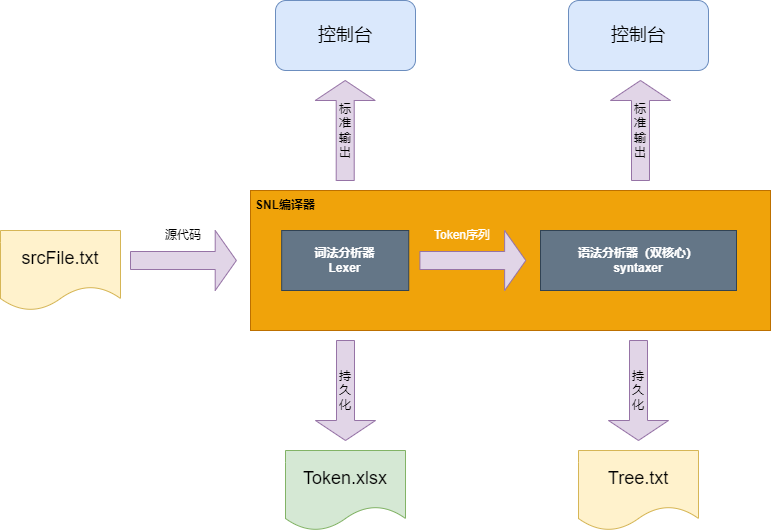 控制台
控制台
标准输出
标准输出
SNL编译器
源代码
srcFile.txt
词法分析器
Lexer
Token序列
语法分析器（双核心）
syntaxer
持久化
持久化
Token.xlsx
Tree.txt